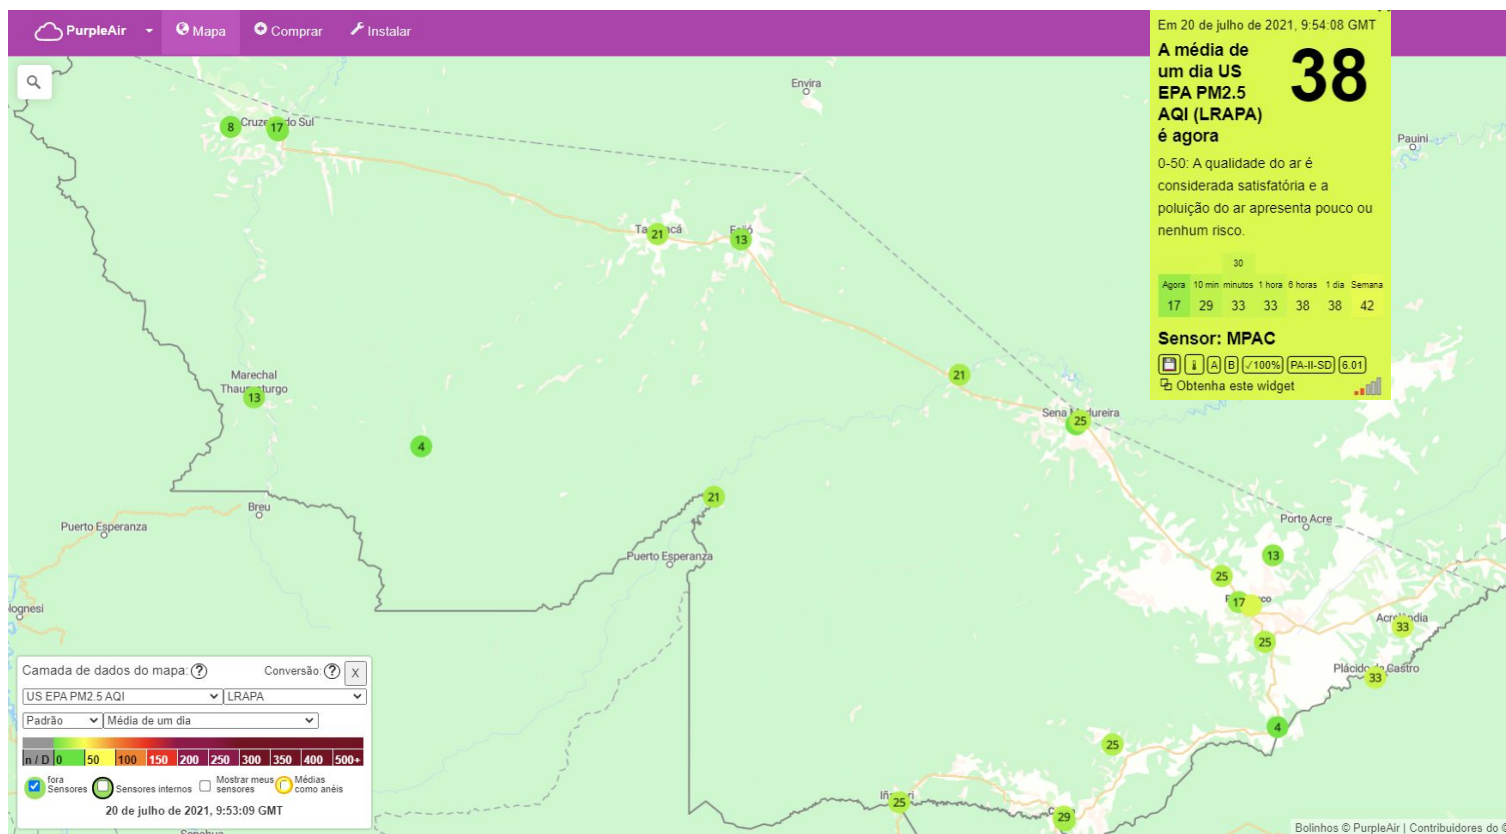 PurpleAir
Mapa
Comprar
Instalar
Em 20 de julho de 2021, 9:54:08 GMT
A média de
um dia US
EPA PM2.5
AQI (LRAPA)
é agora
38
0-50: A qualidade do ar é
considerada satisfatória e a
poluição do ar apresenta pouco ou
nenhum risco.
30
Agora 10 min minutos 1 hora 6 horas 1 dia Semana
17 29 33 33 38 38 42
Sensor: MPAC
A B ✓100% PA-II-SD 6.01
Obtenha este widget
Envira
Pauini
8
Cruze do Sul
17
21
13
Marechal
13
4
21
Sena Madureira
25
21
Breu
Puerto Esperanza
Puerto Esperanza
Porto Acre
13
25
17
25
Acrelândia
33
Plácido de Castro
33
4
25
25
29
Camada de dados do mapa: ? Conversão: ? X
US EPA PM2.5 AQI LRAPA
Padrão Média de um dia
n / D 0 50 100 150 200 250 300 350 400 500+
fora
Sensores
Sensores internos
Mostrar meus
sensores
Médias
como anéis
20 de julho de 2021, 9:53:09 GMT
Bolinhos © PurpleAir | Contribuidores do